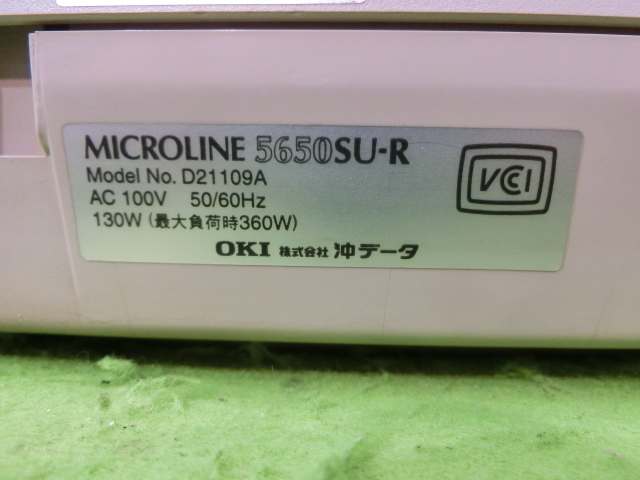 MICROLINE 5650SU-R
Model No. D21109A
AC 100V 50/60Hz
130W (最大負荷時360W)
OKI 株式会社 沖データ
VCCI